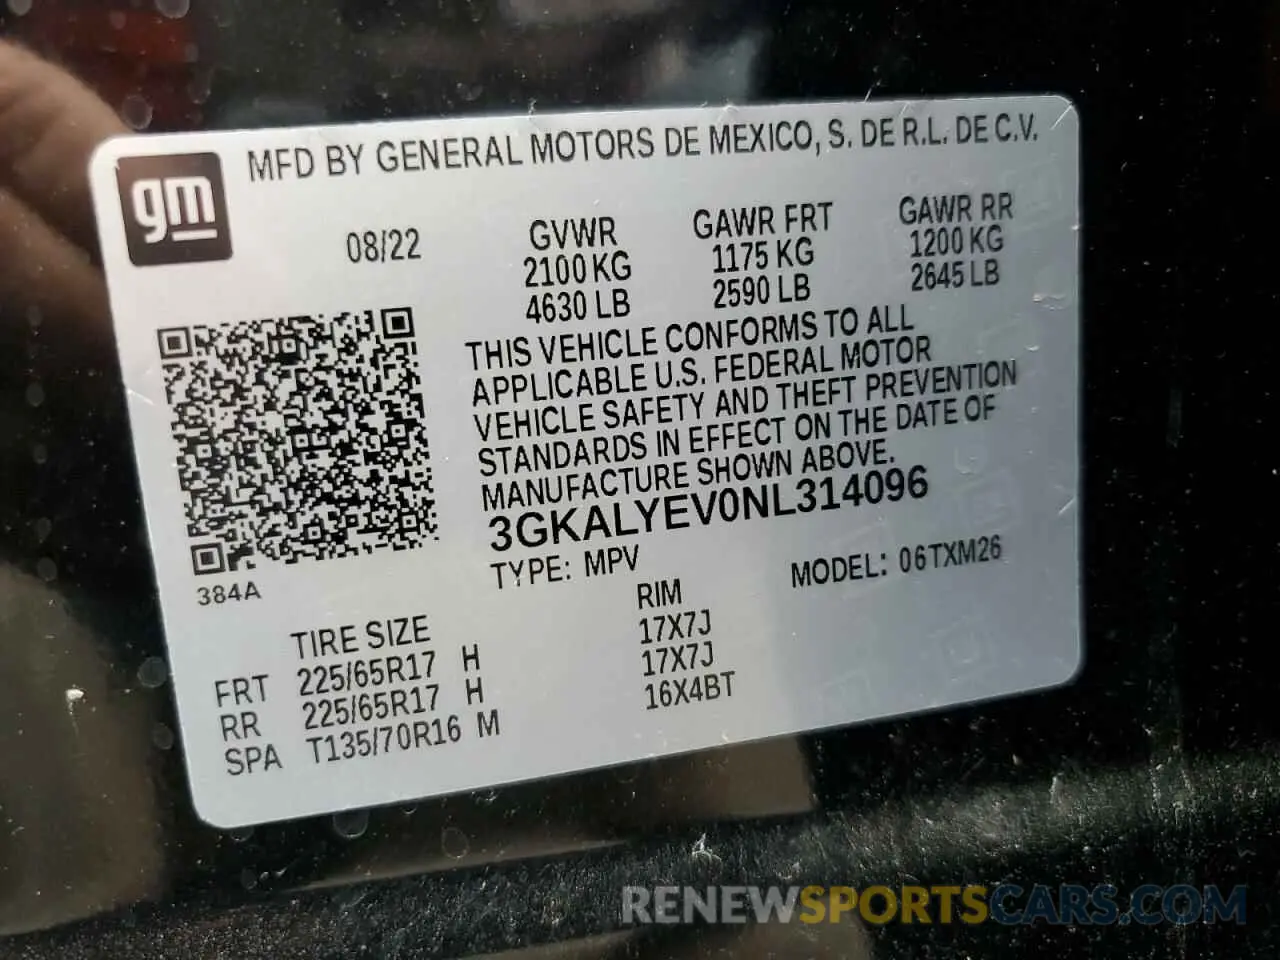 gm
MFD BY GENERAL MOTORS DE MEXICO, S. DE R.L. DE C.V.
08/22
GVWR
2100 KG
4630 LB
GAWR FRT
1175 KG
2590 LB
GAWR RR
1200 KG
2645 LB
THIS VEHICLE CONFORMS TO ALL
APPLICABLE U.S. FEDERAL MOTOR
VEHICLE SAFETY AND THEFT PREVENTION
STANDARDS IN EFFECT ON THE DATE OF
MANUFACTURE SHOWN ABOVE.
3GKALYEV0NL314096
TYPE: MPV
MODEL: 06TXM26
384A
TIRE SIZE RIM
FRT 225/65R17 H 17X7J
RR 225/65R17 H 17X7J
SPA T135/70R16 M 16X4BT
RENEWSPORTSCARS.COM